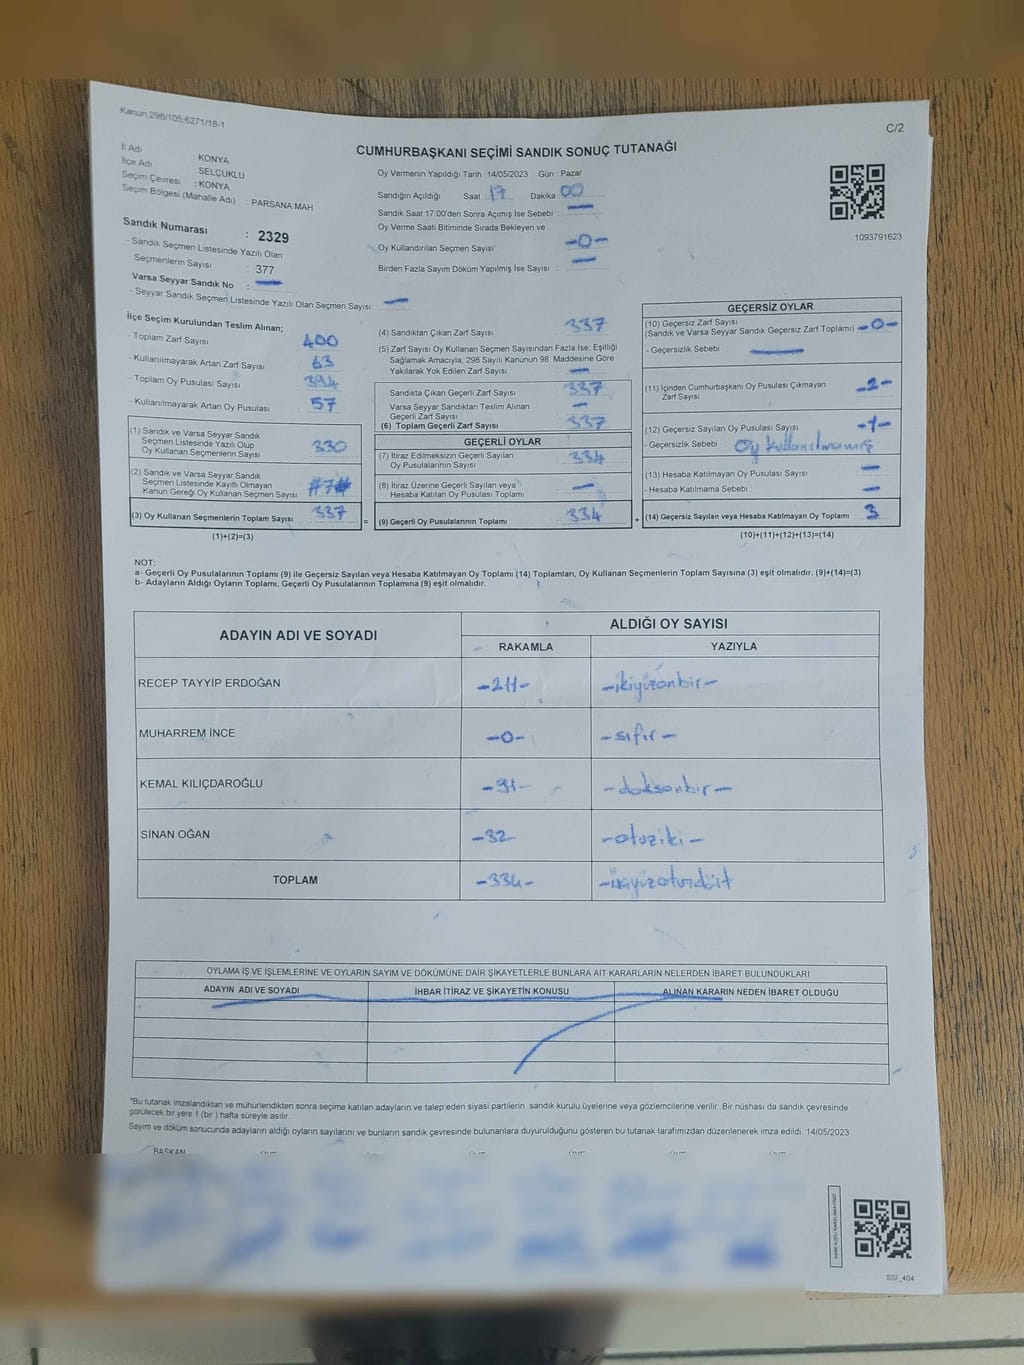 Kanun:298/105;6271/18-1
C/2
CUMHURBAŞKANI SEÇİMİ SANDIK SONUÇ TUTANAĞI
İl Adı KONYA
İlçe Adı SELÇUKLU
Seçim Çevresi : KONYA
Seçim Bölgesi (Mahalle Adı) : PARSANA MAH
Sandık Numarası : 2329
- Sandık Seçmen Listesinde Yazılı Olan
Seçmenlerin Sayısı : 377
Varsa Seyyar Sandık No : —
- Seyyar Sandık Seçmen Listesinde Yazılı Olan Seçmen Sayısı: —
Oy Vermenin Yapıldığı Tarih :14/05/2023 Gün : Pazar
Sandığın Açıldığı Saat 17 Dakika : 00
Sandık Saat 17:00'den Sonra Açımış İse Sebebi : —
Oy Verme Saati Bitiminde Sırada Bekleyen ve
Oy Kullandırılan Seçmen Sayısı: -0-
Birden Fazla Sayım Döküm Yapılmış İse Sayısı : —
1093791623
İlçe Seçim Kurulundan Teslim Alınan;
- Toplam Zarf Sayısı 400
- Kullanılmayarak Artan Zarf Sayısı 63
- Toplam Oy Pusulası Sayısı 394
- Kullanılmayarak Artan Oy Pusulası 57
(1) Sandık ve Varsa Seyyar Sandık
Seçmen Listesinde Yazılı Olup
Oy Kullanan Seçmenlerin Sayısı 330
(2) Sandık ve Varsa Seyyar Sandık
Seçmen Listesinde Kayıtlı Olmayan
Kanun Gereği Oy Kullanan Seçmen Sayısı #7#
(3) Oy Kullanan Seçmenlerin Toplam Sayısı 337
(1)+(2)=(3)
(4) Sandıktan Çıkan Zarf Sayısı 337
(5) Zarf Sayısı Oy Kullanan Seçmen Sayısından Fazla İse, Eşitliği
Sağlamak Amacıyla; 298 Sayılı Kanunun 98. Maddesine Göre
Yakılarak Yok Edilen Zarf Sayısı —
Sandıkta Çıkan Geçerli Zarf Sayısı 337
Varsa Seyyar Sandıktan Teslim Alınan
Geçerli Zarf Sayısı —
(6) Toplam Geçerli Zarf Sayısı 337
GEÇERLİ OYLAR
(7) İtiraz Edilmeksizin Geçerli Sayılan
Oy Pusulalarının Sayısı 334
(8) İtiraz Üzerine Geçerli Sayılan veya
Hesaba Katılan Oy Pusulası Toplamı —
= (9) Geçerli Oy Pusulalarının Toplamı 334
GEÇERSİZ OYLAR
(10) Geçersiz Zarf Sayısı
(Sandık ve Varsa Seyyar Sandık Geçersiz Zarf Toplamı) -0-
- Geçersizlik Sebebi : —
(11) İçinden Cumhurbaşkanı Oy Pusulası Çıkmayan
Zarf Sayısı -2-
(12) Geçersiz Sayılan Oy Pusulası Sayısı -1-
- Geçersizlik Sebebi : Oy kullanılmamış
(13) Hesaba Katılmayan Oy Pusulası Sayısı —
- Hesaba Katılmama Sebebi : —
+ (14) Geçersiz Sayılan veya Hesaba Katılmayan Oy Toplamı 3
(10)+(11)+(12)+(13)=(14)
NOT:
a- Geçerli Oy Pusulalarının Toplamı (9) ile Geçersiz Sayılan veya Hesaba Katılmayan Oy Toplamı (14) Toplamları, Oy Kullanan Seçmenlerin Toplam Sayısına (3) eşit olmalıdır. (9)+(14)=(3)
b- Adayların Aldığı Oyların Toplamı, Geçerli Oy Pusulalarının Toplamına (9) eşit olmalıdır.
ADAYIN ADI VE SOYADI
ALDIĞI OY SAYISI
RAKAMLA YAZIYLA
RECEP TAYYİP ERDOĞAN -211- -ikiyüzonbir-
MUHARREM İNCE -0- -sıfır-
KEMAL KILIÇDAROĞLU -91- -doksanbir-
SİNAN OĞAN -32- -otuziki-
TOPLAM -334- -üçyüzotuzdört
OYLAMA İŞ VE İŞLEMLERİNE VE OYLARIN SAYIM VE DÖKÜMÜNE DAİR ŞİKAYETLERLE BUNLARA AİT KARARLARIN NELERDEN İBARET BULUNDUKLARI
ADAYIN ADI VE SOYADI İHBAR İTİRAZ VE ŞİKAYETİN KONUSU ALINAN KARARIN NEDEN İBARET OLDUĞU
*Bu tutanak imzalandıktan ve mühürlendikten sonra seçime katılan adayların ve talep eden siyasi partilerin sandık kurulu üyelerine veya gözlemcilerine verilir. Bir nüshası da sandık çevresinde
görülecek bir yere 1 (bir ) hafta süreyle asılır.
Sayım ve döküm sonucunda adayların aldığı oyların sayılarını ve bunların sandık çevresinde bulunanlara duyurulduğunu gösteren bu tutanak tarafımızdan düzenlenerek imza edildi. 14/05/2023
BAŞKAN
SSI_404